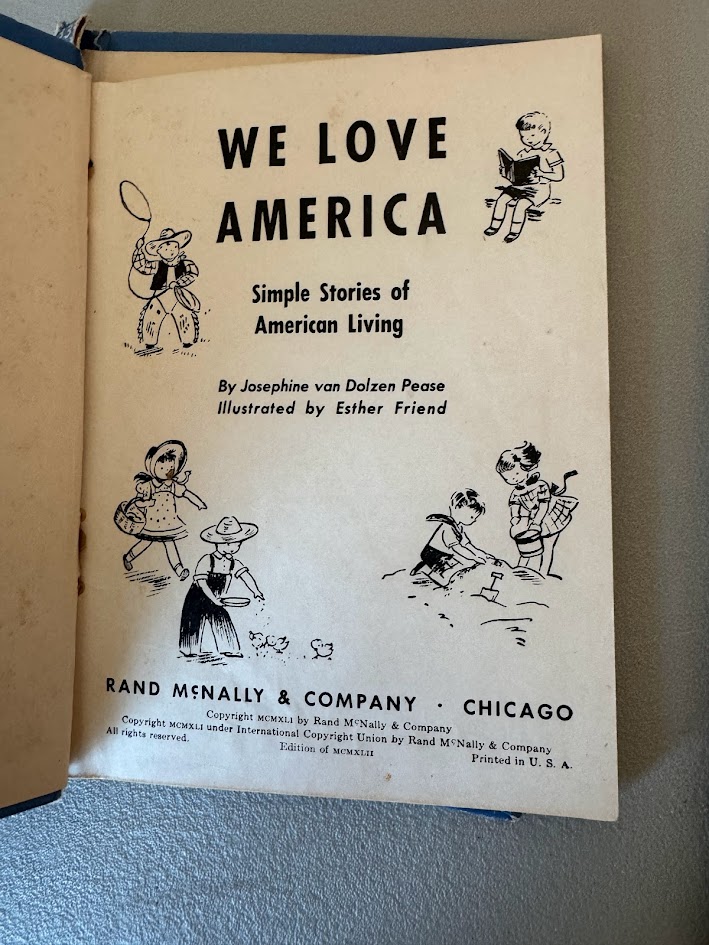 WE LOVE
AMERICA
Simple Stories of
American Living
By Josephine van Dolzen Pease
Illustrated by Esther Friend
RAND McNALLY & COMPANY · CHICAGO
Copyright MCMXLI by Rand McNally & Company
Copyright MCMXLI under International Copyright Union by Rand McNally & Company
All rights reserved.
Edition of MCMXLII
Printed in U. S. A.